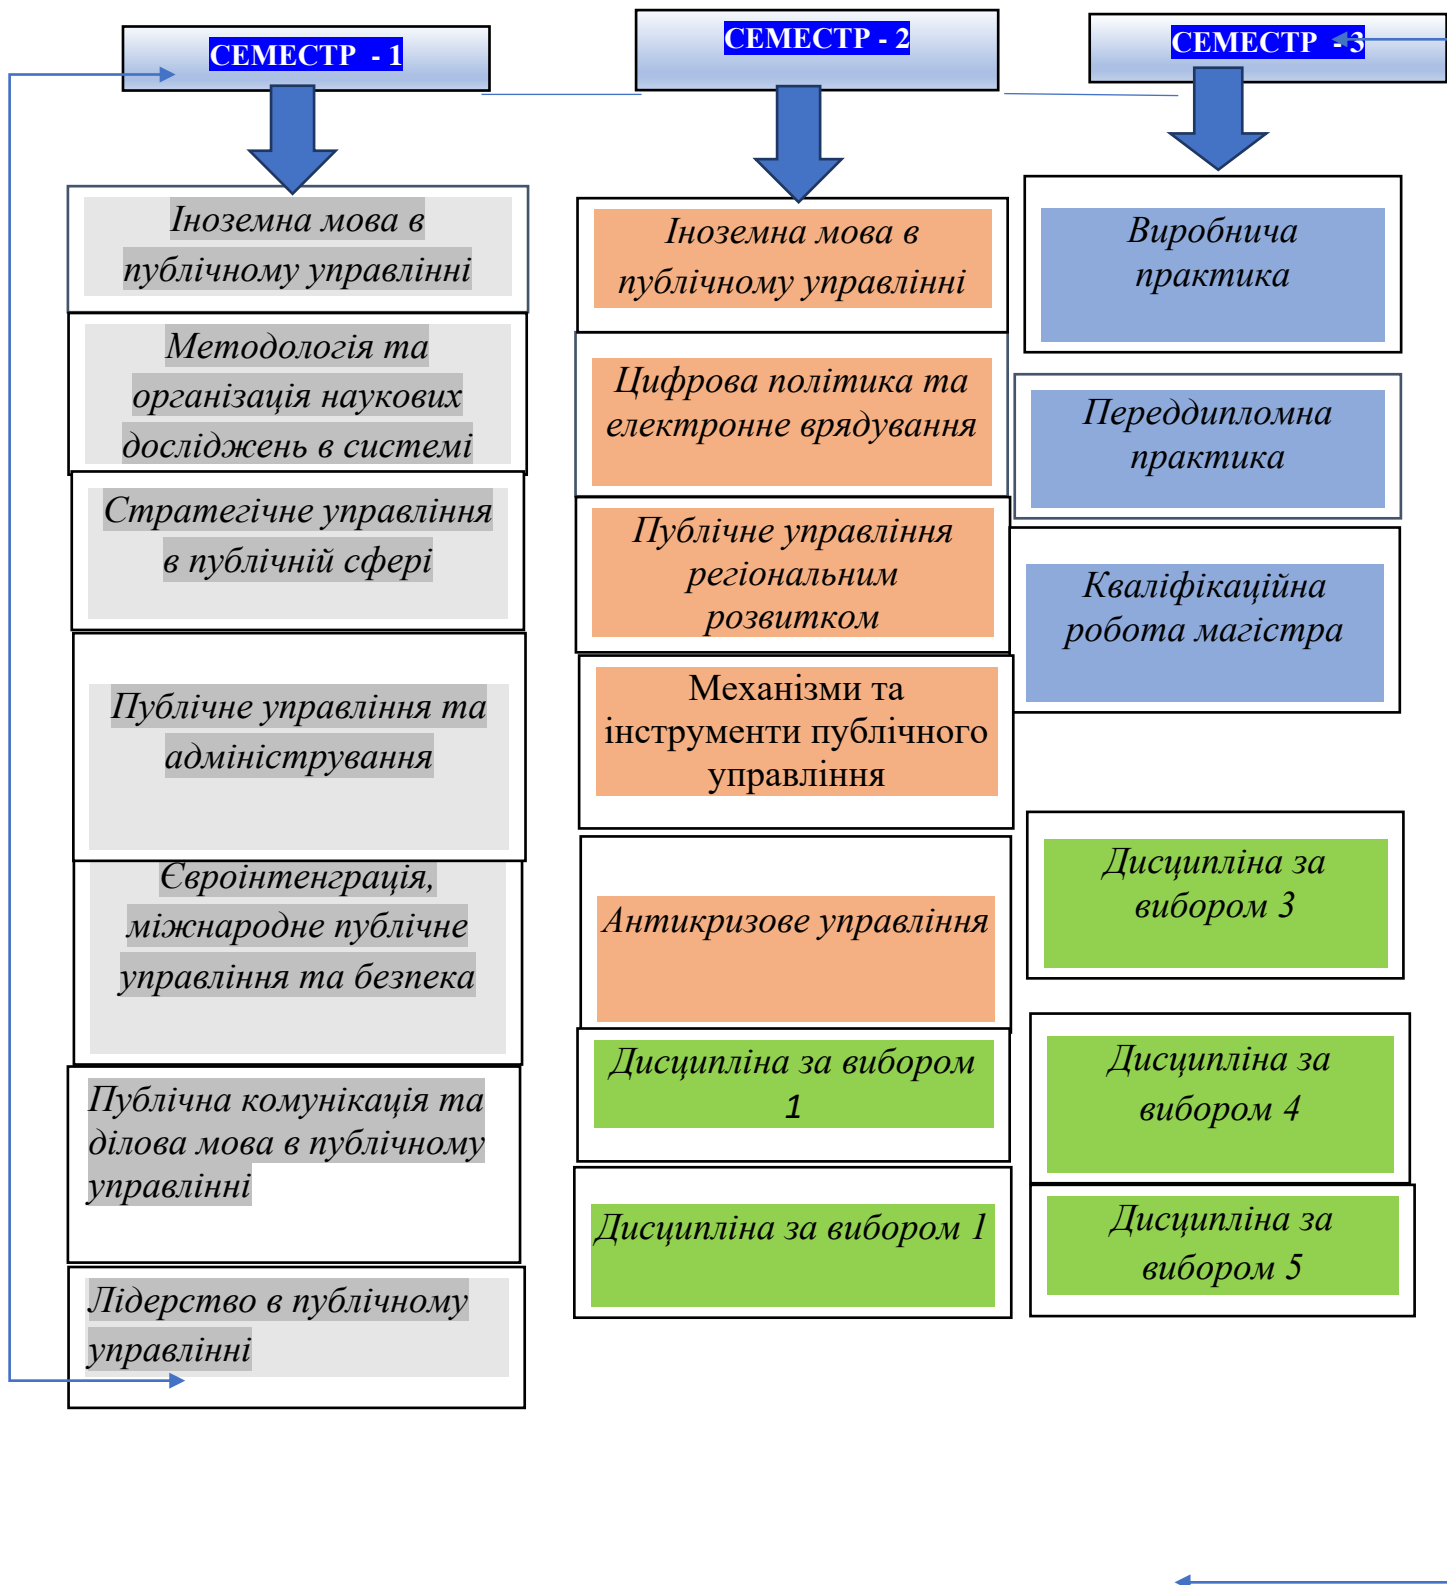 СЕМЕСТР - 1
Іноземна мова в
публічному управлінні
Методологія та
організація наукових
досліджень в системі
Стратегічне управління
в публічній сфері
Публічне управління та
адміністрування
Євроінтенграція,
міжнародне публічне
управління та безпека
Публічна комунікація та
ділова мова в публічному
управлінні
Лідерство в публічному
управлінні
СЕМЕСТР - 2
Іноземна мова в
публічному управлінні
Цифрова політика та
електронне врядування
Публічне управління
регіональним
розвитком
Механізми та
інструменти публічного
управління
Антикризове управління
Дисципліна за вибором
1
Дисципліна за вибором 1
СЕМЕСТР - 3
Виробнича
практика
Переддипломна
практика
Кваліфікаційна
робота магістра
Дисципліна за
вибором 3
Дисципліна за
вибором 4
Дисципліна за
вибором 5